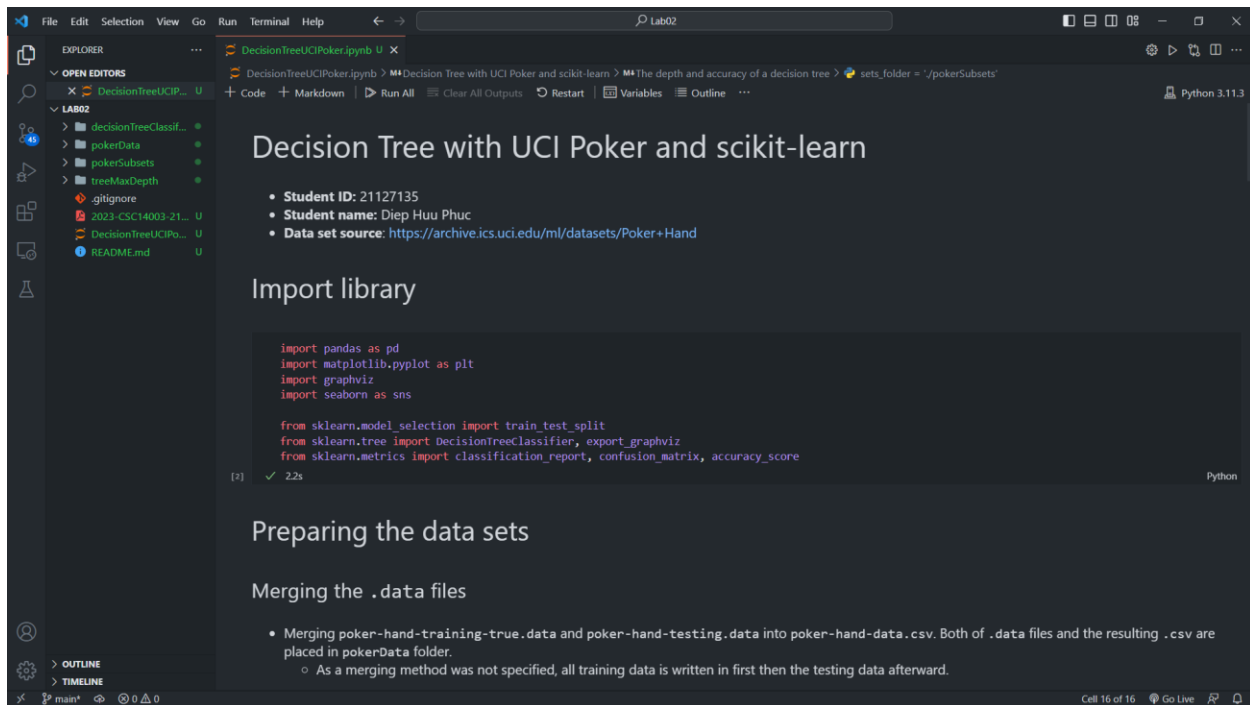 File Edit Selection View Go Run Terminal Help
Lab02
EXPLORER
DecisionTreeUCIPoker.ipynb U
OPEN EDITORS
DecisionTreeUCIP... U
DecisionTreeUCIPoker.ipynb > M↓Decision Tree with UCI Poker and scikit-learn > M↓The depth and accuracy of a decision tree > sets_folder = './pokerSubsets'
+ Code + Markdown | Run All Clear All Outputs Restart | Variables Outline ...
Python 3.11.3
LAB02
decisionTreeClassif...
pokerData
pokerSubsets
treeMaxDepth
.gitignore
2023-CSC14003-21... U
DecisionTreeUCIPo... U
README.md U
45
Decision Tree with UCI Poker and scikit-learn
• Student ID: 21127135
• Student name: Diep Huu Phuc
• Data set source: https://archive.ics.uci.edu/ml/datasets/Poker+Hand
Import library
import pandas as pd
import matplotlib.pyplot as plt
import graphviz
import seaborn as sns
from sklearn.model_selection import train_test_split
from sklearn.tree import DecisionTreeClassifier, export_graphviz
from sklearn.metrics import classification_report, confusion_matrix, accuracy_score
[2] ✓ 2.2s
Python
Preparing the data sets
Merging the .data files
• Merging poker-hand-training-true.data and poker-hand-testing.data into poker-hand-data.csv. Both of .data files and the resulting .csv are
placed in pokerData folder.
○ As a merging method was not specified, all training data is written in first then the testing data afterward.
OUTLINE
TIMELINE
main* 0 0
Cell 16 of 16 Go Live